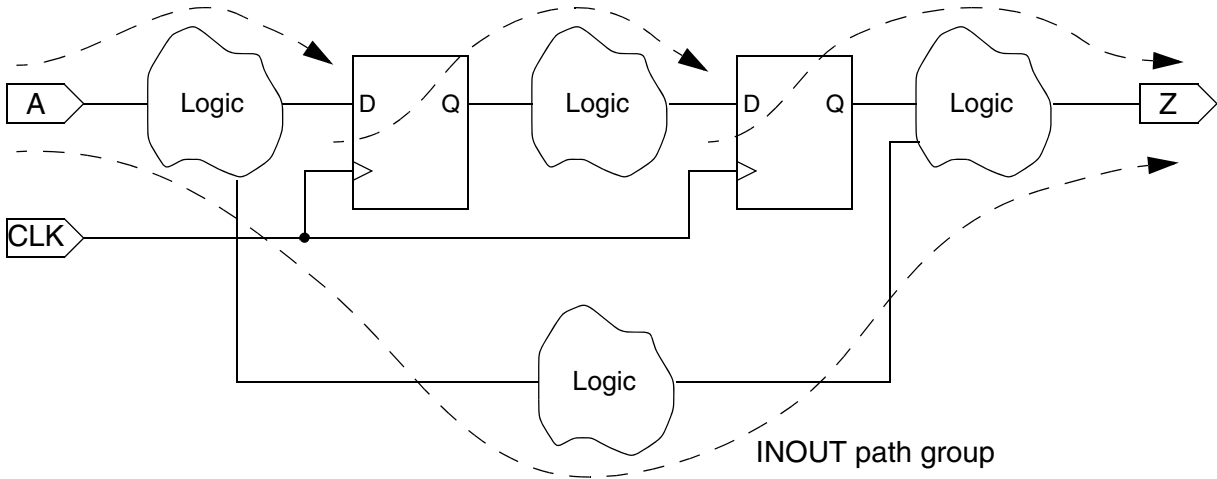 A
Logic
D
Q
Logic
D
Q
Logic
Z
CLK
Logic
INOUT path group